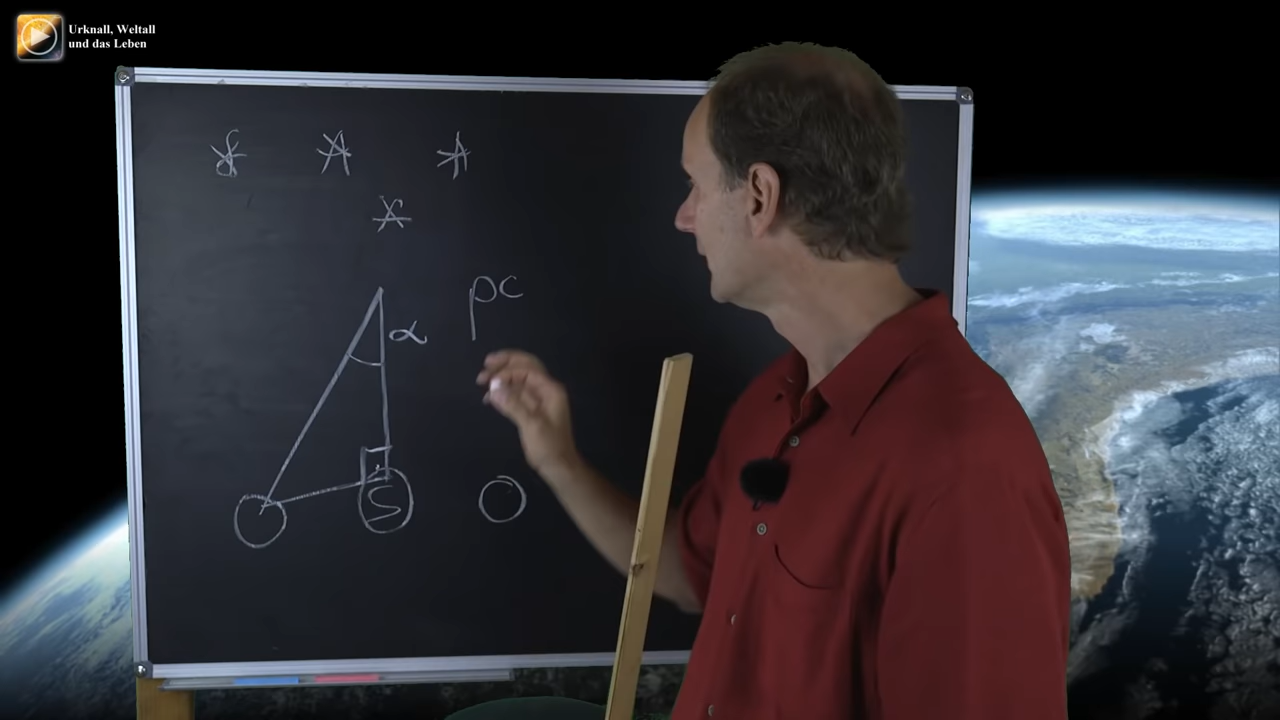 Urknall, Weltall
und das Leben
pc
α
S